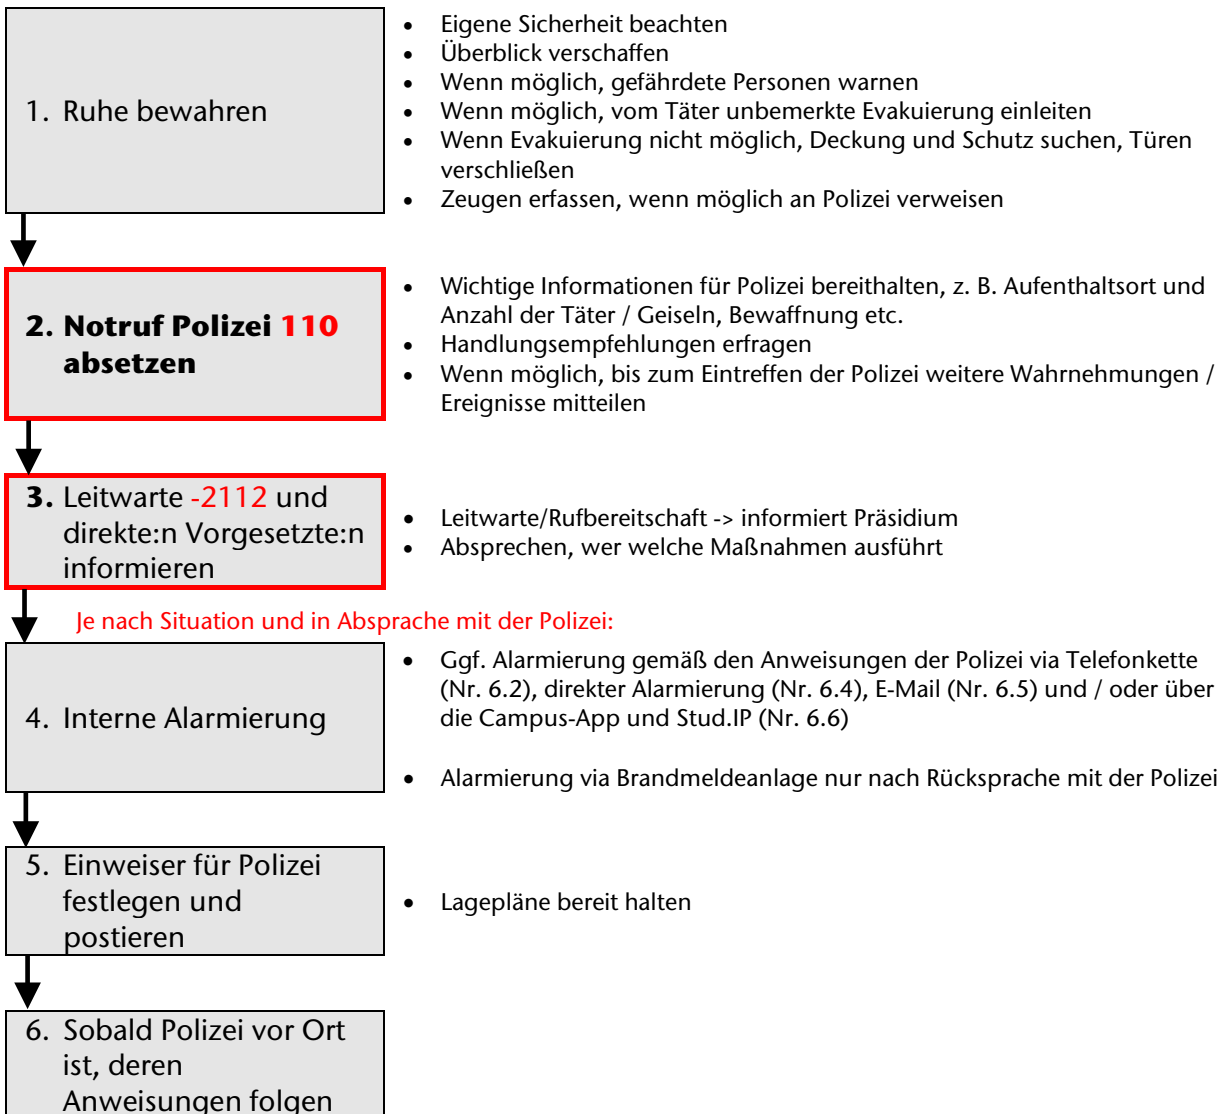 1. Ruhe bewahren
• Eigene Sicherheit beachten
• Überblick verschaffen
• Wenn möglich, gefährdete Personen warnen
• Wenn möglich, vom Täter unbemerkte Evakuierung einleiten
• Wenn Evakuierung nicht möglich, Deckung und Schutz suchen, Türen
verschließen
• Zeugen erfassen, wenn möglich an Polizei verweisen
2. Notruf Polizei 110
absetzen
• Wichtige Informationen für Polizei bereithalten, z. B. Aufenthaltsort und
Anzahl der Täter / Geiseln, Bewaffnung etc.
• Handlungsempfehlungen erfragen
• Wenn möglich, bis zum Eintreffen der Polizei weitere Wahrnehmungen /
Ereignisse mitteilen
3. Leitwarte -2112 und
direkte:n Vorgesetzte:n
informieren
• Leitwarte/Rufbereitschaft -> informiert Präsidium
• Absprechen, wer welche Maßnahmen ausführt
Je nach Situation und in Absprache mit der Polizei:
4. Interne Alarmierung
• Ggf. Alarmierung gemäß den Anweisungen der Polizei via Telefonkette
(Nr. 6.2), direkter Alarmierung (Nr. 6.4), E-Mail (Nr. 6.5) und / oder über
die Campus-App und Stud.IP (Nr. 6.6)
• Alarmierung via Brandmeldeanlage nur nach Rücksprache mit der Polizei
5. Einweiser für Polizei
festlegen und
postieren
• Lagepläne bereit halten
6. Sobald Polizei vor Ort
ist, deren
Anweisungen folgen